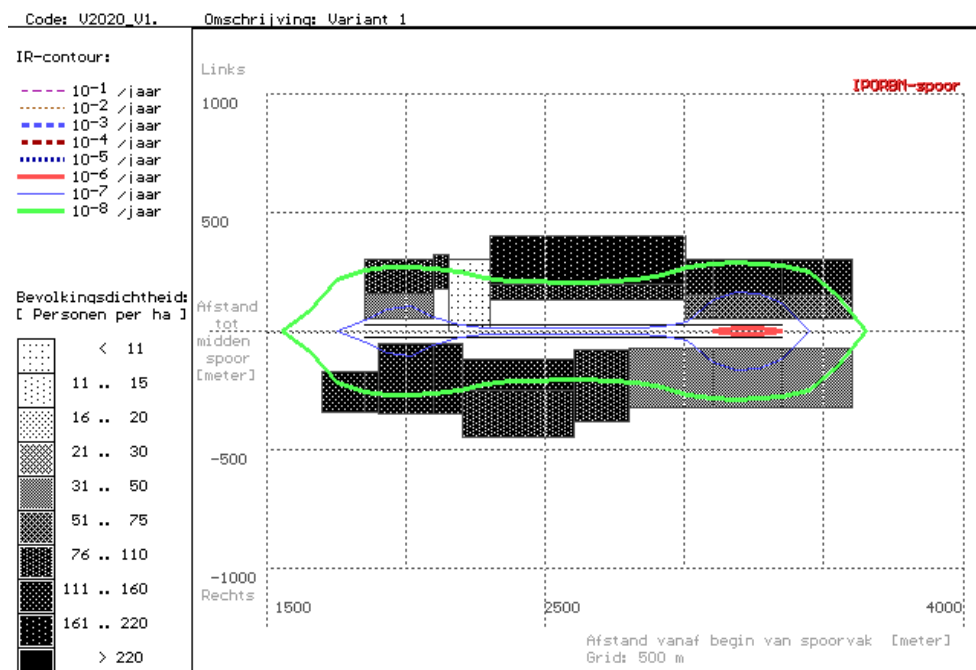 Code: V2020_V1.
Omschrijving: Variant 1
IR-contour:
10-1 /jaar
10-2 /jaar
10-3 /jaar
10-4 /jaar
10-5 /jaar
10-6 /jaar
10-7 /jaar
10-8 /jaar
Bevolkingsdichtheid:
[ Personen per ha ]
< 11
11 .. 15
16 .. 20
21 .. 30
31 .. 50
51 .. 75
76 .. 110
111 .. 160
161 .. 220
> 220
Links
IPORBM-spoor
1000
500
Afstand
tot
midden
spoor
[meter]
-500
-1000
Rechts
1500
2500
4000
Afstand vanaf begin van spoorvak [meter]
Grid: 500 m